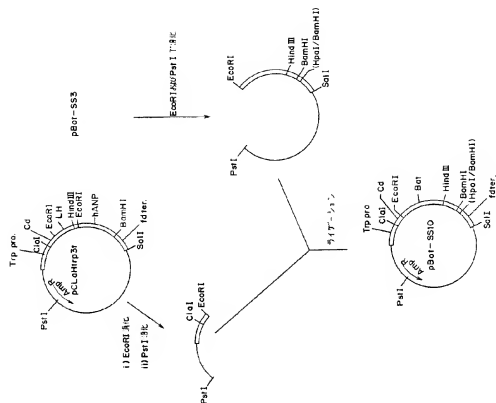 pBot-SS3
EcoRI及びPstIで消化
EcoRI
HindⅢ
BamHI
(HpaI/BamHI)
SalI
PstI
Trp pro.
ClaI
Cd
EcoRI
LH
HindⅢ
EcoRI
hANP
BamHI
fdter.
SalI
PstI
AmpR
pCLaHtrp3t
i) EcoRI消化
ii) PstI消化
ClaI
EcoRI
PstI
ライゲーション
Trp pro
ClaI
Cd
EcoRI
Bat
HindⅢ
BamHI
(HpaI/BamHI)
SalI
fdter.
PstI
AmpR
pBat-SS10